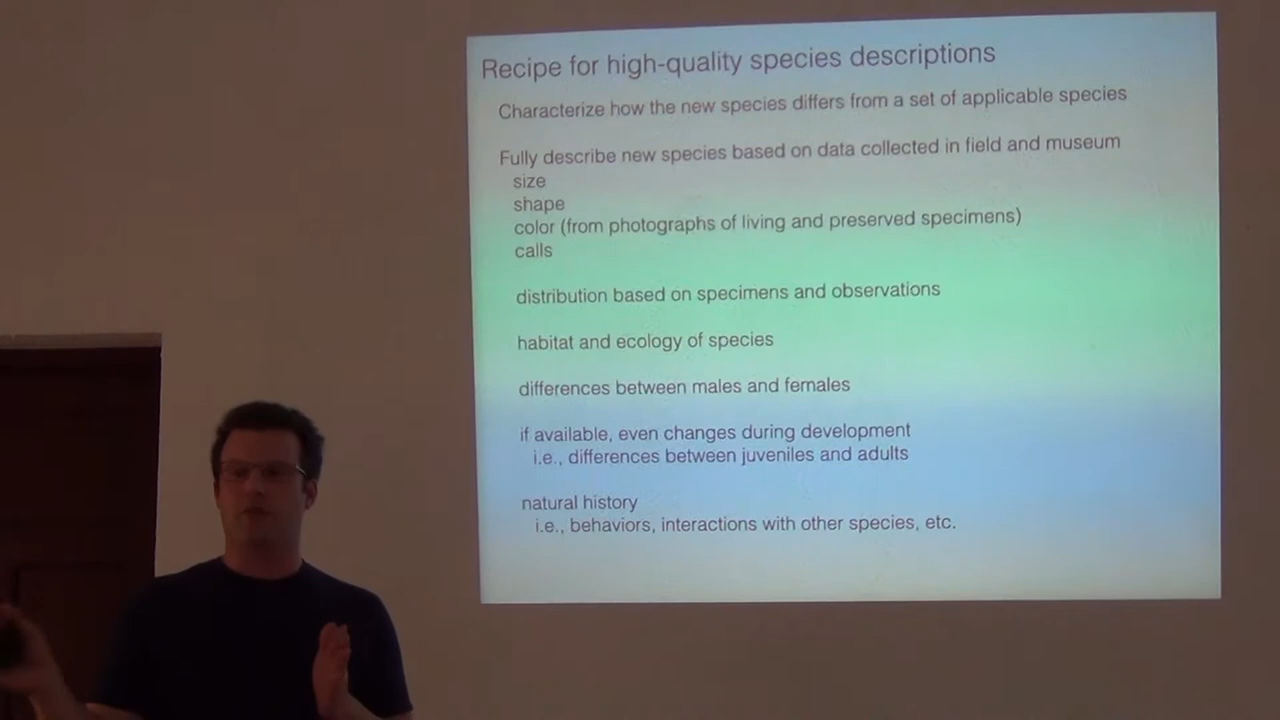 Recipe for high-quality species descriptions
Characterize how the new species differs from a set of applicable species
Fully describe new species based on data collected in field and museum
size
shape
color (from photographs of living and preserved specimens)
calls
distribution based on specimens and observations
habitat and ecology of species
differences between males and females
if available, even changes during development
i.e., differences between juveniles and adults
natural history
i.e., behaviors, interactions with other species, etc.